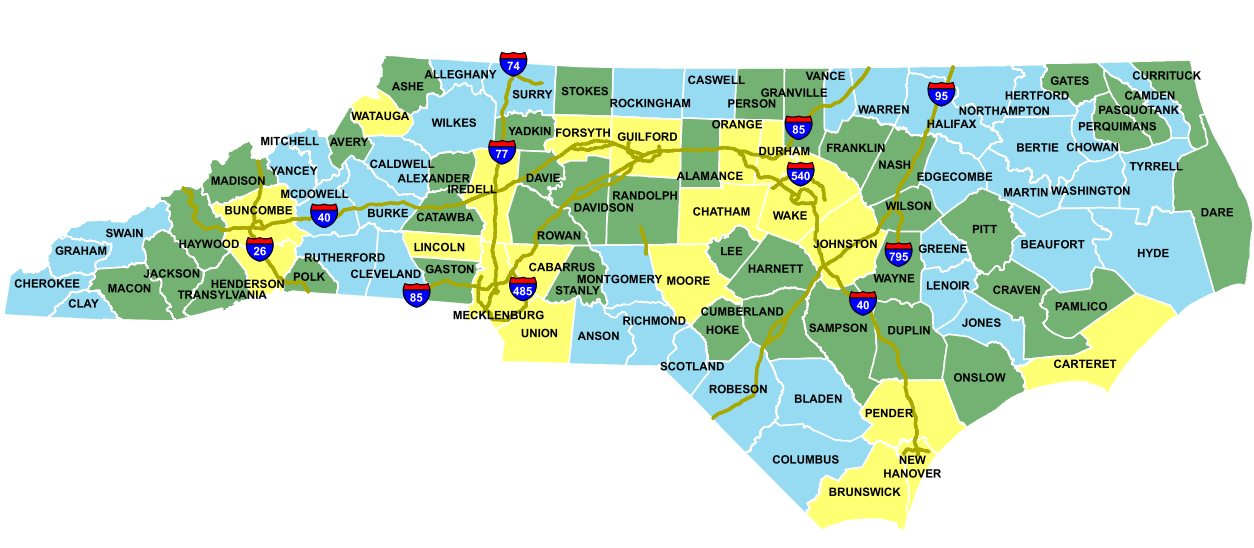 74
ALLEGHANY
ASHE
SURRY
STOKES
ROCKINGHAM
CASWELL
PERSON
GRANVILLE
VANCE
WARREN
95
NORTHAMPTON
HERTFORD
GATES
CURRITUCK
CAMDEN
PASQUOTANK
PERQUIMANS
HALIFAX
WATAUGA
WILKES
YADKIN
FORSYTH
GUILFORD
ORANGE
85
DURHAM
FRANKLIN
NASH
BERTIE
CHOWAN
MITCHELL
AVERY
77
YANCEY
CALDWELL
ALEXANDER
IREDELL
DAVIE
RANDOLPH
ALAMANCE
540
EDGECOMBE
TYRRELL
MADISON
MCDOWELL
MARTIN
WASHINGTON
BUNCOMBE
40
BURKE
CATAWBA
DAVIDSON
CHATHAM
WAKE
WILSON
DARE
SWAIN
HAYWOOD
26
GRAHAM
LINCOLN
ROWAN
JOHNSTON
PITT
LEE
GREENE
BEAUFORT
HYDE
795
RUTHERFORD
CLEVELAND
GASTON
CABARRUS
MONTGOMERY
STANLY
MOORE
HARNETT
WAYNE
LENOIR
CRAVEN
PAMLICO
CHEROKEE
CLAY
MACON
JACKSON
TRANSYLVANIA
HENDERSON
POLK
85
485
MECKLENBURG
UNION
ANSON
RICHMOND
HOKE
CUMBERLAND
SAMPSON
40
DUPLIN
JONES
SCOTLAND
ROBESON
BLADEN
PENDER
ONSLOW
CARTERET
COLUMBUS
NEW
HANOVER
BRUNSWICK